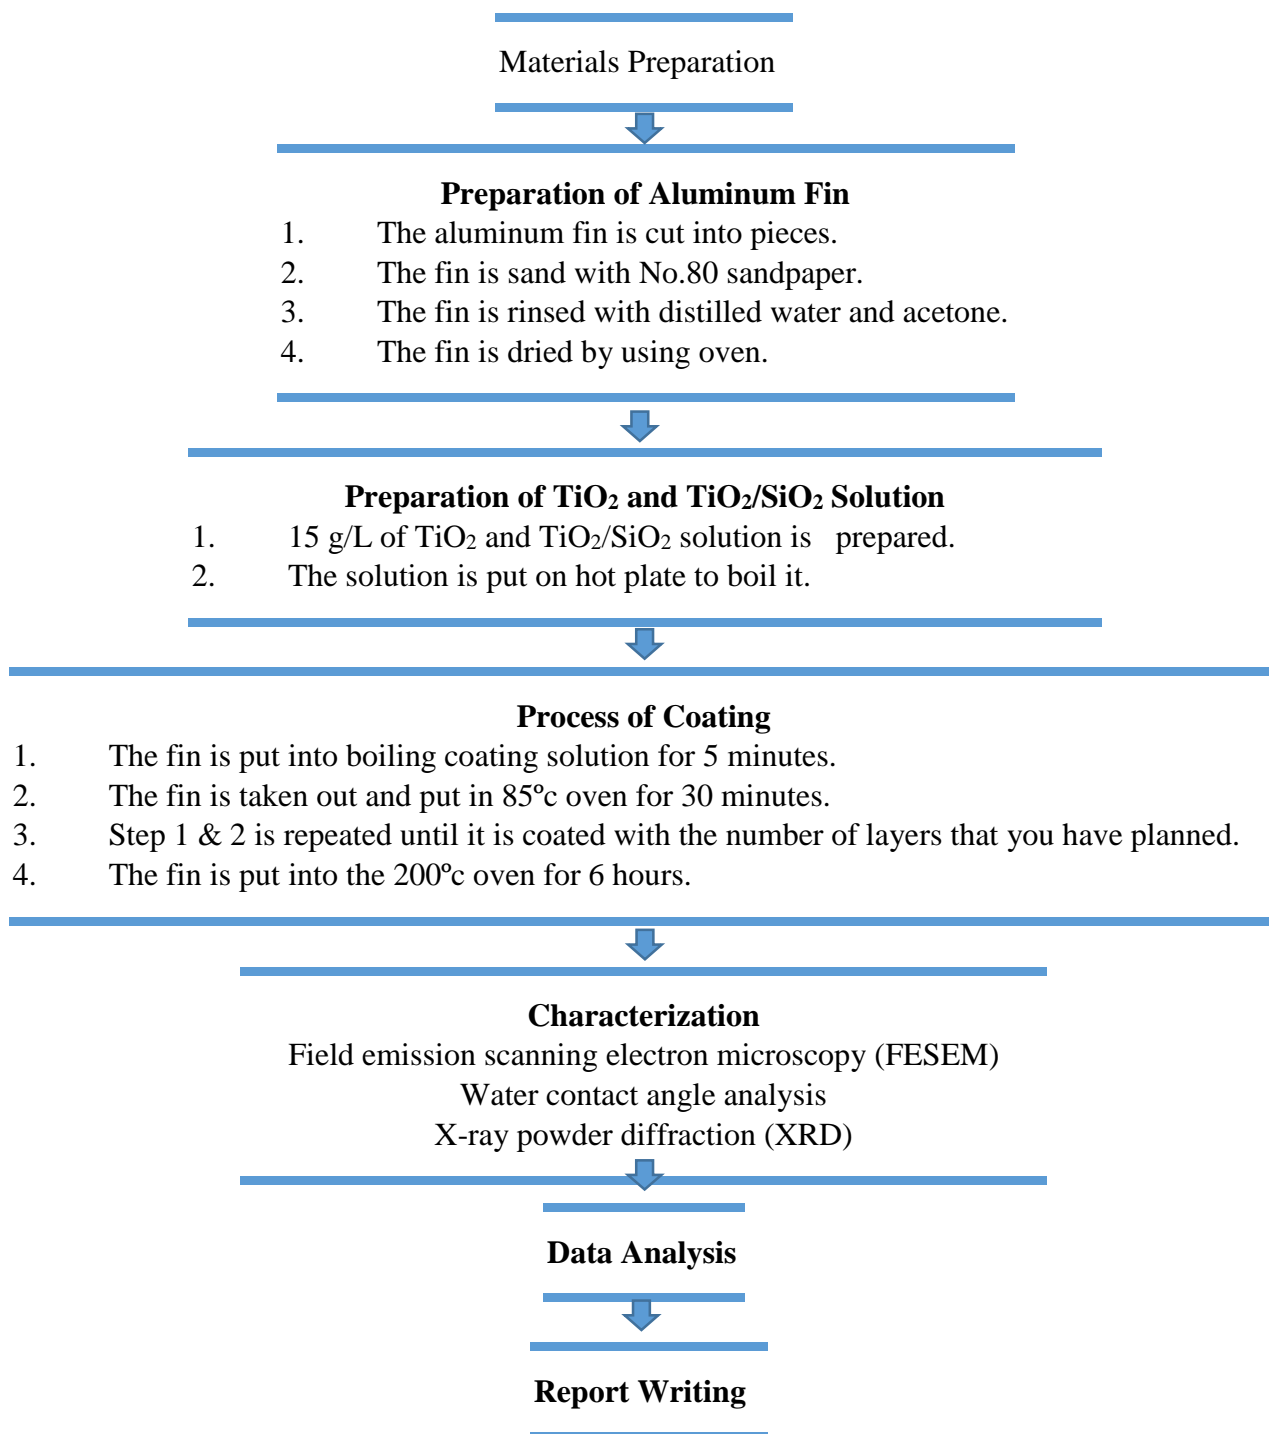 Materials Preparation
Preparation of Aluminum Fin
1. The aluminum fin is cut into pieces.
2. The fin is sand with No.80 sandpaper.
3. The fin is rinsed with distilled water and acetone.
4. The fin is dried by using oven.
Preparation of TiO₂ and TiO₂/SiO₂ Solution
1. 15 g/L of TiO₂ and TiO₂/SiO₂ solution is prepared.
2. The solution is put on hot plate to boil it.
Process of Coating
1. The fin is put into boiling coating solution for 5 minutes.
2. The fin is taken out and put in 85ºc oven for 30 minutes.
3. Step 1 & 2 is repeated until it is coated with the number of layers that you have planned.
4. The fin is put into the 200ºc oven for 6 hours.
Characterization
Field emission scanning electron microscopy (FESEM)
Water contact angle analysis
X-ray powder diffraction (XRD)
Data Analysis
Report Writing